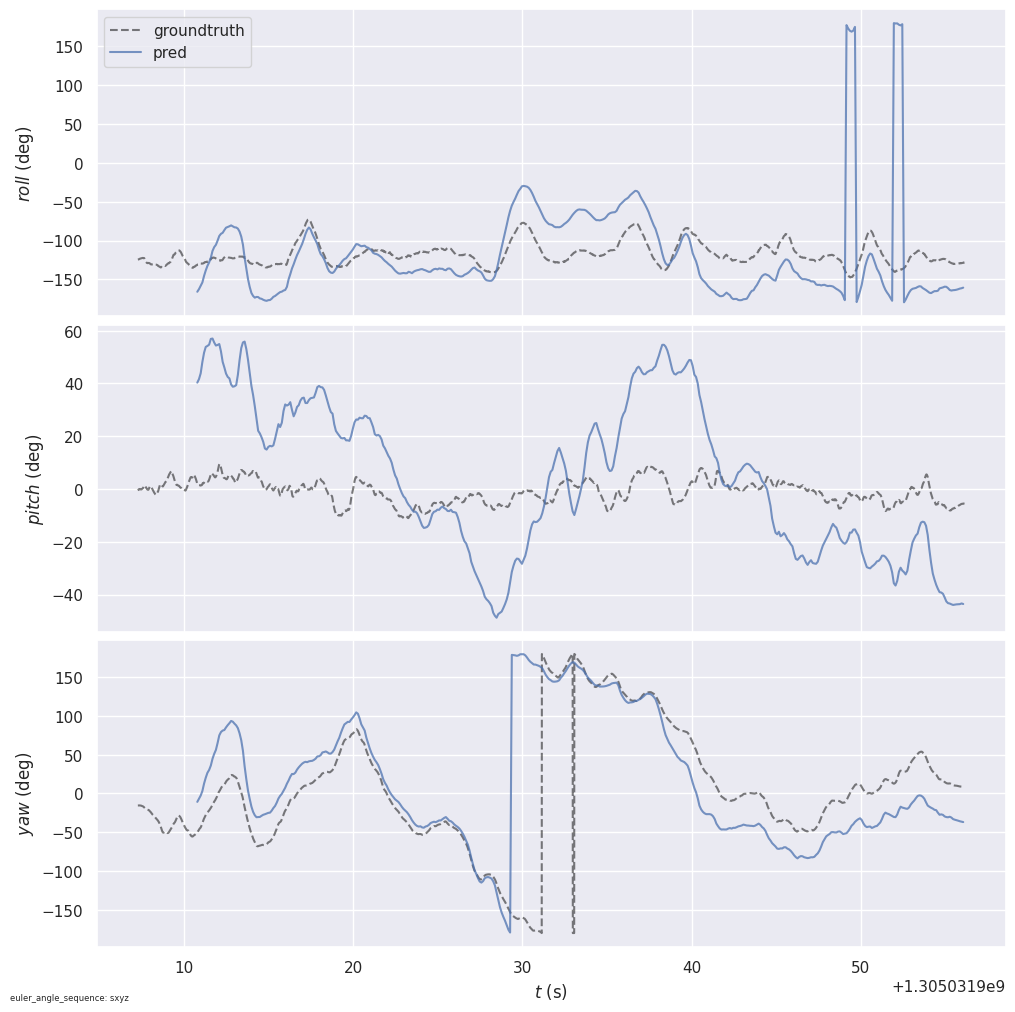 groundtruth
pred
150
100
50
0
−50
−100
−150
roll (deg)
60
40
20
0
−20
−40
pitch (deg)
150
100
50
0
−50
−100
−150
yaw (deg)
10 20 30 40 50
t (s)
+1.3050319e9
euler_angle_sequence: sxyz